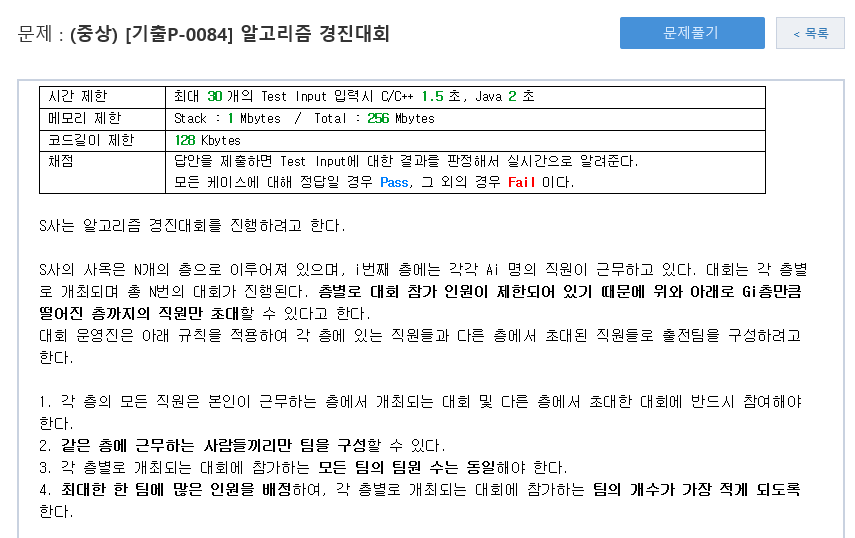 문제 : (중상) [기출P-0084] 알고리즘 경진대회
문제풀기
< 목록
시간 제한 최대 30개의 Test Input 입력시 C/C++ 1.5초, Java 2초
메모리 제한 Stack : 1 Mbytes / Total : 256 Mbytes
코드길이 제한 128 Kbytes
채점 답안을 제출하면 Test Input에 대한 결과를 판정해서 실시간으로 알려준다.
모든 케이스에 대해 정답일 경우 Pass, 그 외의 경우 Fail 이다.
S사는 알고리즘 경진대회를 진행하려고 한다.
S사의 사옥은 N개의 층으로 이루어져 있으며, i번째 층에는 각각 Ai 명의 직원이 근무하고 있다. 대회는 각 층별
로 개최되며 총 N번의 대회가 진행된다. 층별로 대회 참가 인원이 제한되어 있기 때문에 위와 아래로 Gi층만큼
떨어진 층까지의 직원만 초대할 수 있다고 한다.
대회 운영진은 아래 규칙을 적용하여 각 층에 있는 직원들과 다른 층에서 초대된 직원들로 출전팀을 구성하려고
한다.
1. 각 층의 모든 직원은 본인이 근무하는 층에서 개최되는 대회 및 다른 층에서 초대한 대회에 반드시 참여해야
한다.
2. 같은 층에 근무하는 사람들끼리만 팀을 구성할 수 있다.
3. 각 층별로 개최되는 대회에 참가하는 모든 팀의 팀원 수는 동일해야 한다.
4. 최대한 한 팀에 많은 인원을 배정하여, 각 층별로 개최되는 대회에 참가하는 팀의 개수가 가장 적게 되도록
한다.